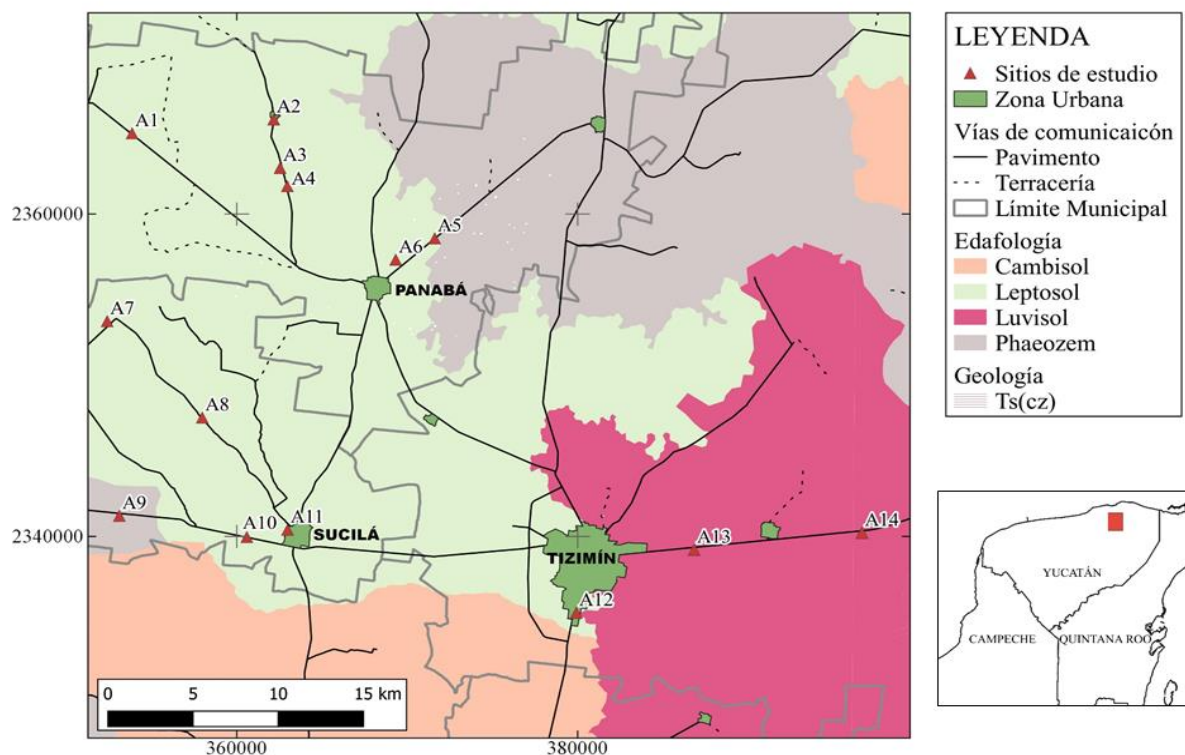 A1
A2
A3
A4
2360000
A5
A6
PANABÁ
A7
A8
A9
A10
A11
SUCILÁ
2340000
TIZIMÍN
A13
A14
A12
0 5 10 15 km
360000
380000
LEYENDA
Sitios de estudio
Zona Urbana
Vías de comunicaicón
Pavimento
Terracería
Límite Municipal
Edafología
Cambisol
Leptosol
Luvisol
Phaeozem
Geología
Ts(cz)
YUCATÁN
CAMPECHE
QUINTANA ROO